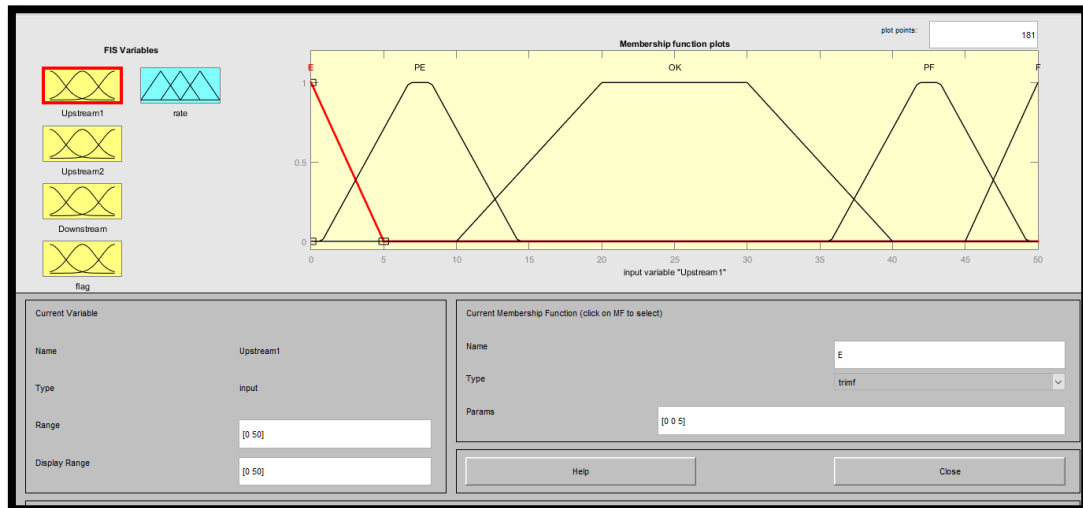 plot points:
181
FIS Variables
Membership function plots
Upstream1
rate
Upstream2
Downstream
flag
E
PE
OK
PF
F
1
0.5
0
0 5 10 15 20 25 30 35 40 45 50
input variable "Upstream1"
Current Variable
Name Upstream1
Type input
Range [0 50]
Display Range [0 50]
Current Membership Function (click on MF to select)
Name E
Type trimf
Params [0 0 5]
Help Close